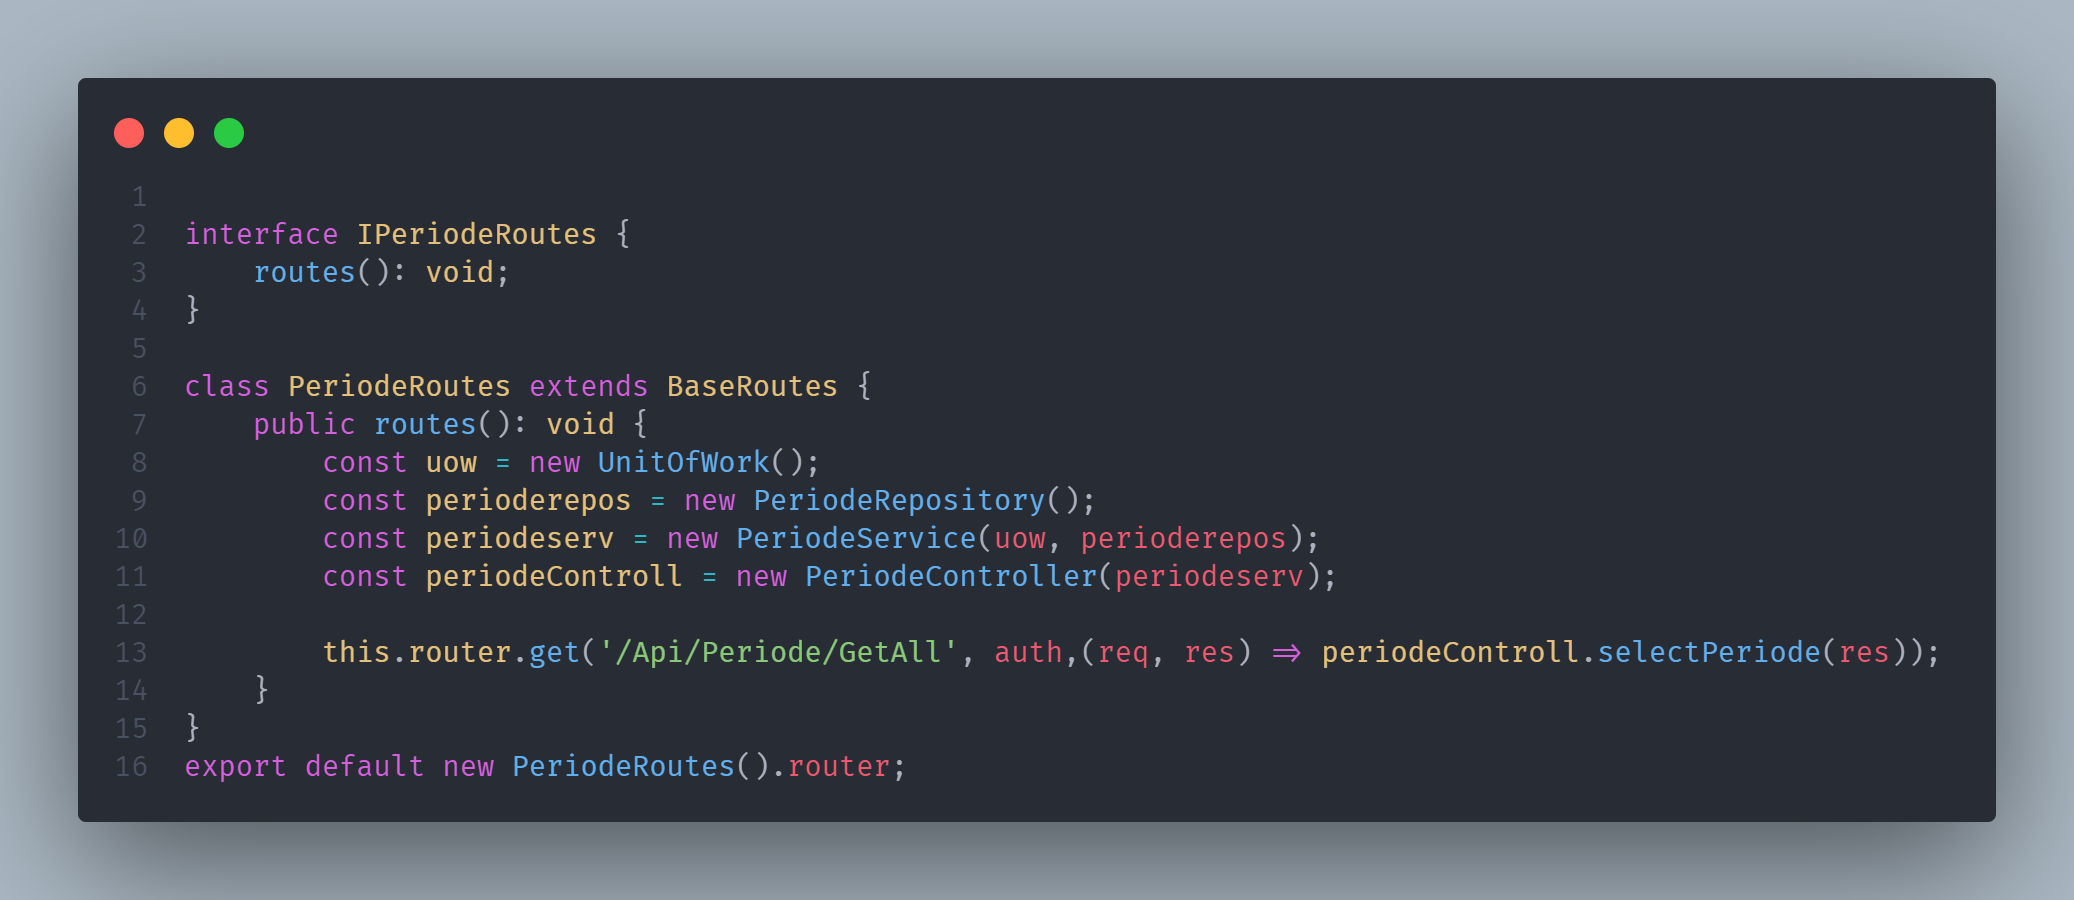 1
2 interface IPeriodeRoutes {
3     routes(): void;
4 }
5
6 class PeriodeRoutes extends BaseRoutes {
7     public routes(): void {
8         const uow = new UnitOfWork();
9         const perioderepos = new PeriodeRepository();
10         const periodeserv = new PeriodeService(uow, perioderepos);
11         const periodeControll = new PeriodeController(periodeserv);
12
13         this.router.get('/Api/Periode/GetAll', auth,(req, res) => periodeControll.selectPeriode(res));
14     }
15 }
16 export default new PeriodeRoutes().router;